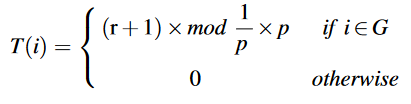 T(i) = { (r + 1) × mod 1/p × p if i ∈ G
0 otherwise